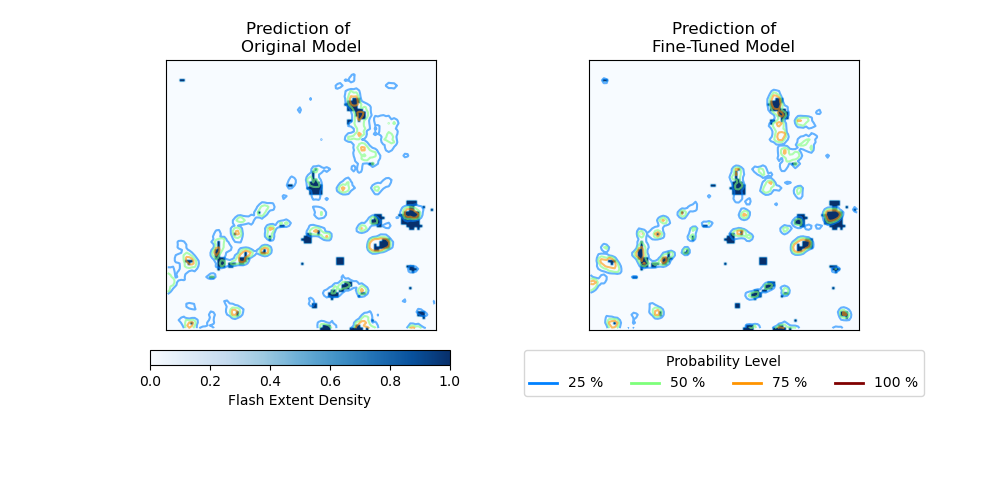 Prediction of
Original Model
Prediction of
Fine-Tuned Model
0.0 0.2 0.4 0.6 0.8 1.0
Flash Extent Density
Probability Level
25 % 50 % 75 % 100 %